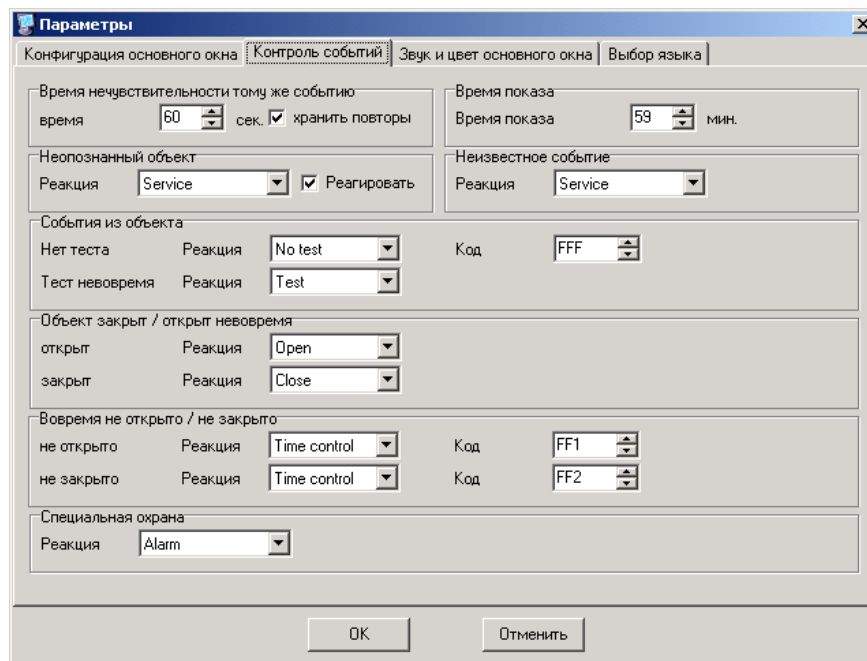 Параметры
Конфигурация основного окна Контроль событий Звук и цвет основного окна Выбор языка
Время нечувствительности тому же событию
время 60 сек. хранить повторы
Время показа
Время показа 59 мин.
Неопознанный объект
Реакция Service Реагировать
Неизвестное событие
Реакция Service
События из объекта
Нет теста Реакция No test Код FFF
Тест невовремя Реакция Test
Объект закрыт / открыт невовремя
открыт Реакция Open
закрыт Реакция Close
Вовремя не открыто / не закрыто
не открыто Реакция Time control Код FF1
не закрыто Реакция Time control Код FF2
Специальная охрана
Реакция Alarm
OK Отменить